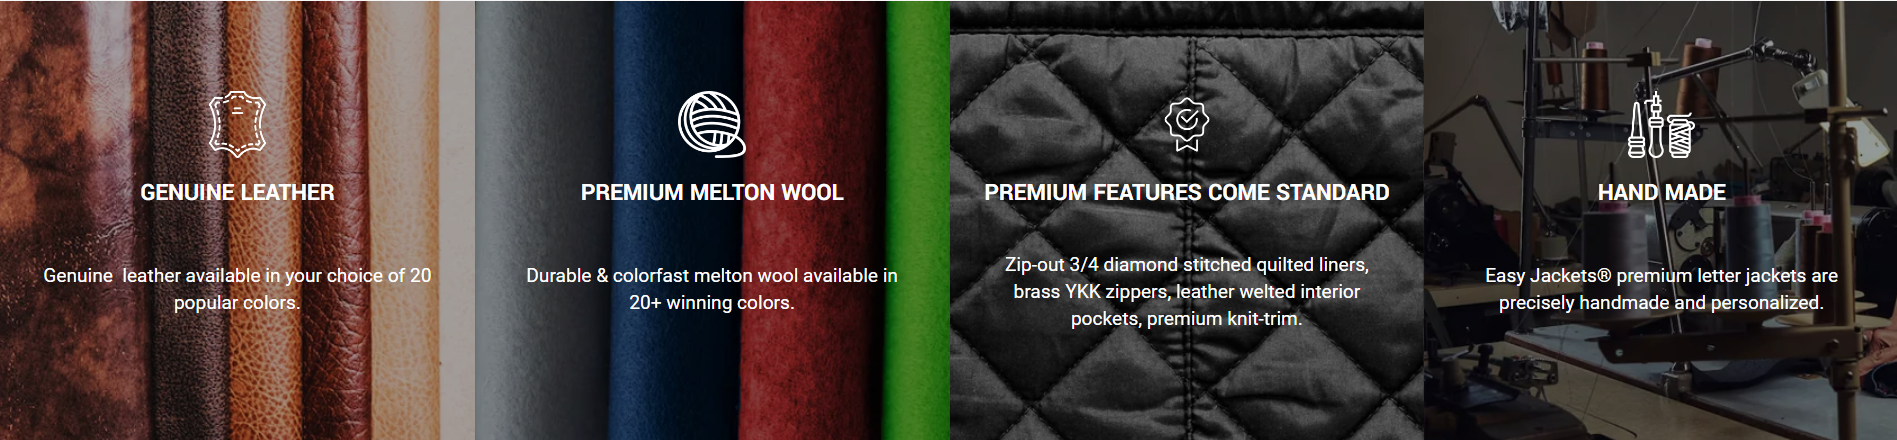 GENUINE LEATHER
Genuine  leather available in your choice of 20
popular colors.
PREMIUM MELTON WOOL
Durable & colorfast melton wool available in
20+ winning colors.
PREMIUM FEATURES COME STANDARD
Zip-out 3/4 diamond stitched quilted liners,
brass YKK zippers, leather welted interior
pockets, premium knit-trim.
HAND MADE
Easy Jackets® premium letter jackets are
precisely handmade and personalized.